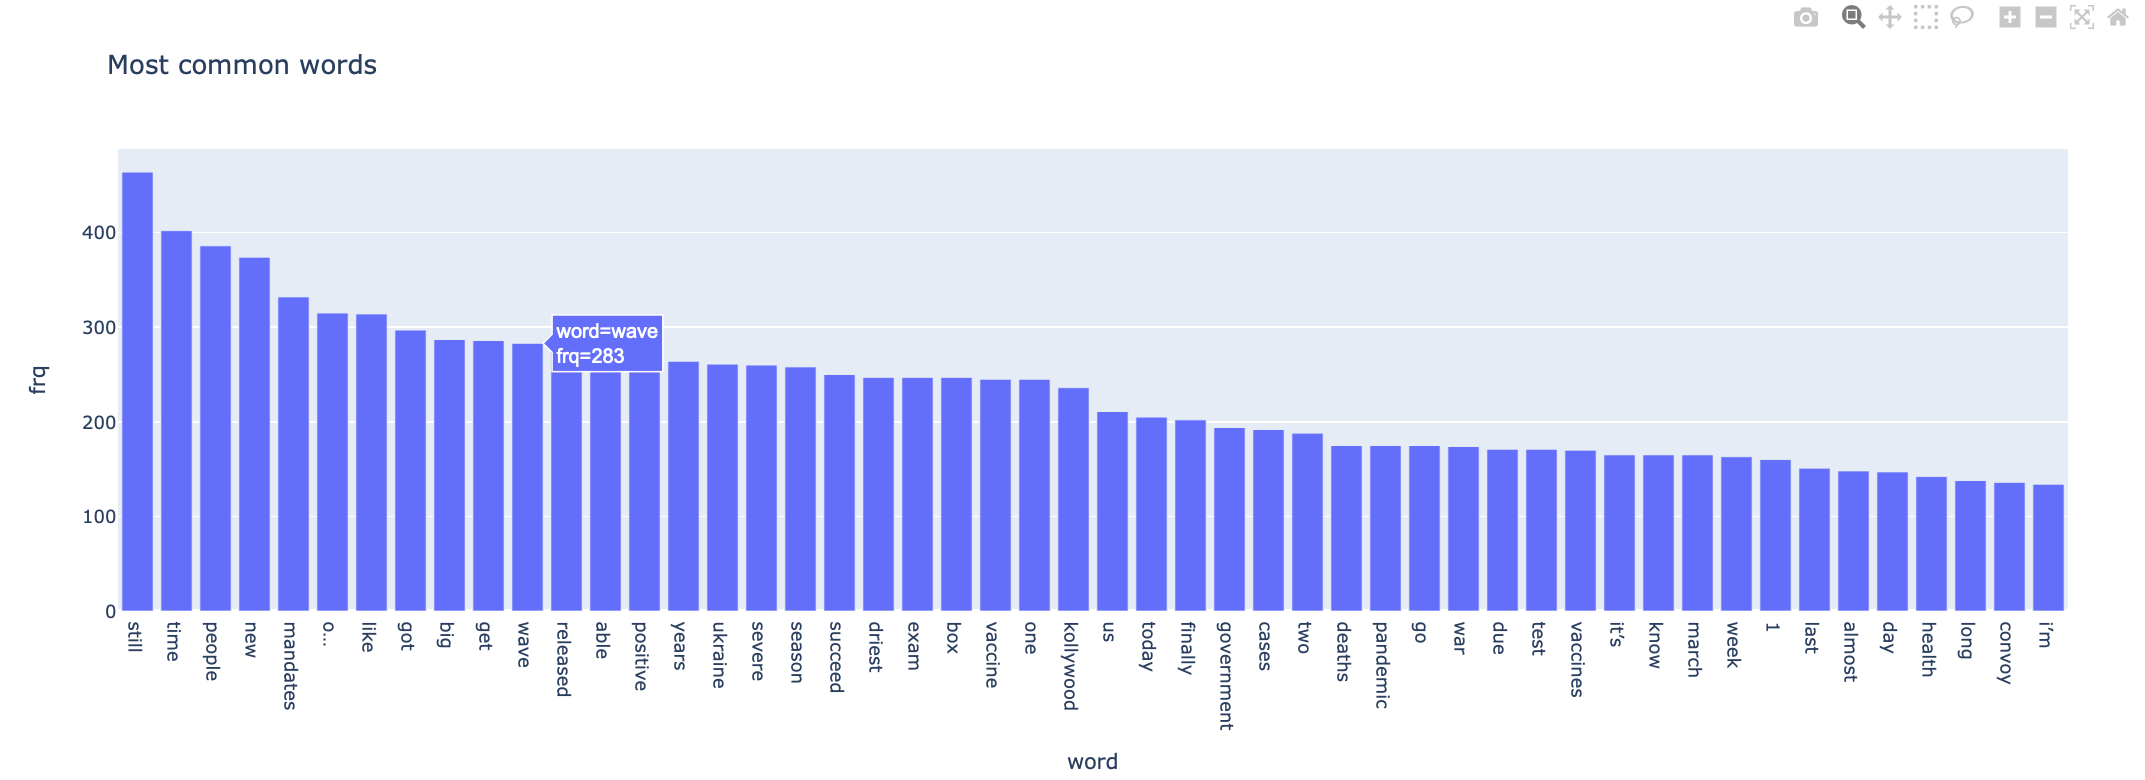 Most common words
400
300
200
100
0
frq
word=wave
frq=283
still
time
people
new
mandates
o...
like
got
big
get
wave
released
able
positive
years
ukraine
severe
season
succeed
driest
exam
box
vaccine
one
kollywood
us
today
finally
government
cases
two
deaths
pandemic
go
war
due
test
vaccines
it’s
know
march
week
1
last
almost
day
health
long
convoy
i’m
word